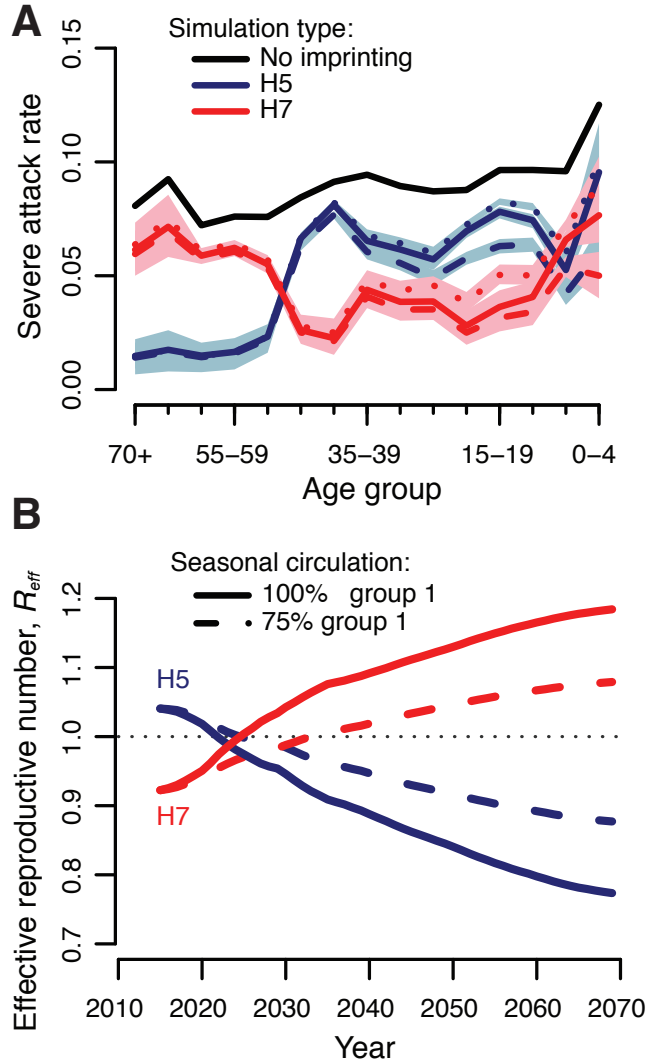 A
Simulation type:
No imprinting
H5
H7
Severe attack rate
0.15
0.10
0.05
0.00
70+
55–59
35–39
15–19
0–4
Age group
B
Seasonal circulation:
100% group 1
75% group 1
Effective reproductive number, Reff
1.2
1.1
1.0
0.9
0.8
0.7
H5
H7
2010
2020
2030
2040
2050
2060
2070
Year